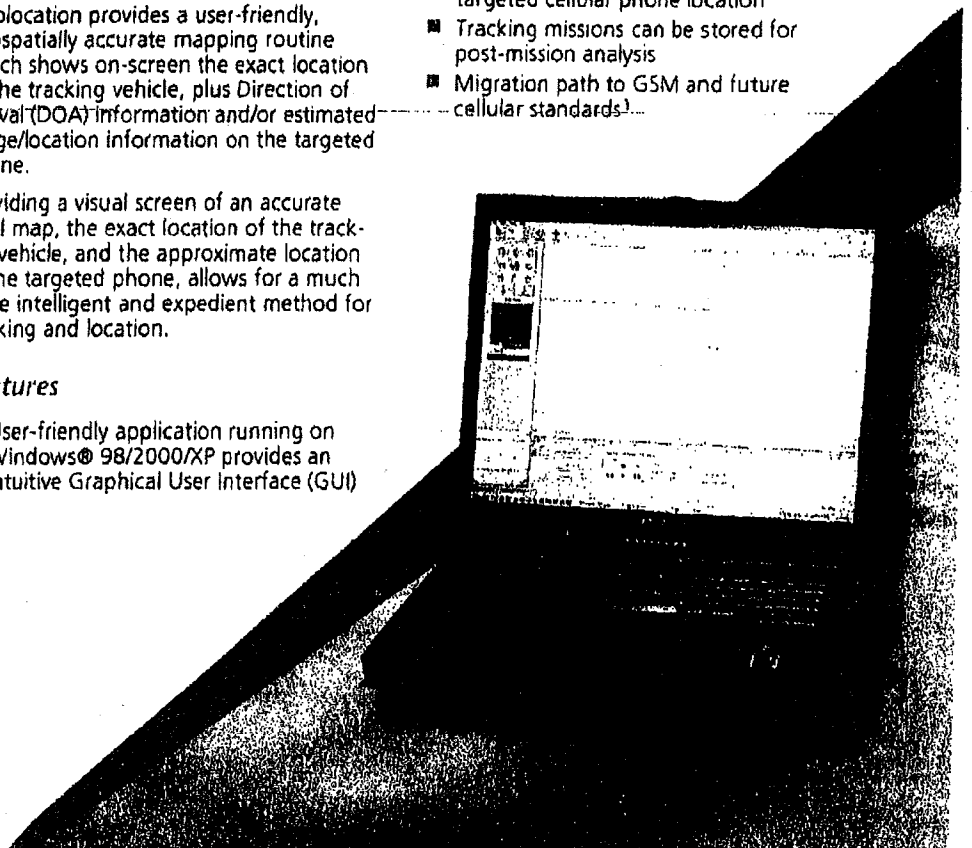 olocation provides a user-friendly,
spatially accurate mapping routine
ch shows on-screen the exact location
he tracking vehicle, plus Direction of
val (DOA) information and/or estimated
ge/location information on the targeted
ne.
viding a visual screen of an accurate
l map, the exact location of the track-
vehicle, and the approximate location
he targeted phone, allows for a much
e intelligent and expedient method for
king and location.
tures
ser-friendly application running on
Windows® 98/2000/XP provides an
ntuitive Graphical User Interface (GUI)
targeted cellular phone location
■ Tracking missions can be stored for
post-mission analysis
■ Migration path to GSM and future
cellular standards¹